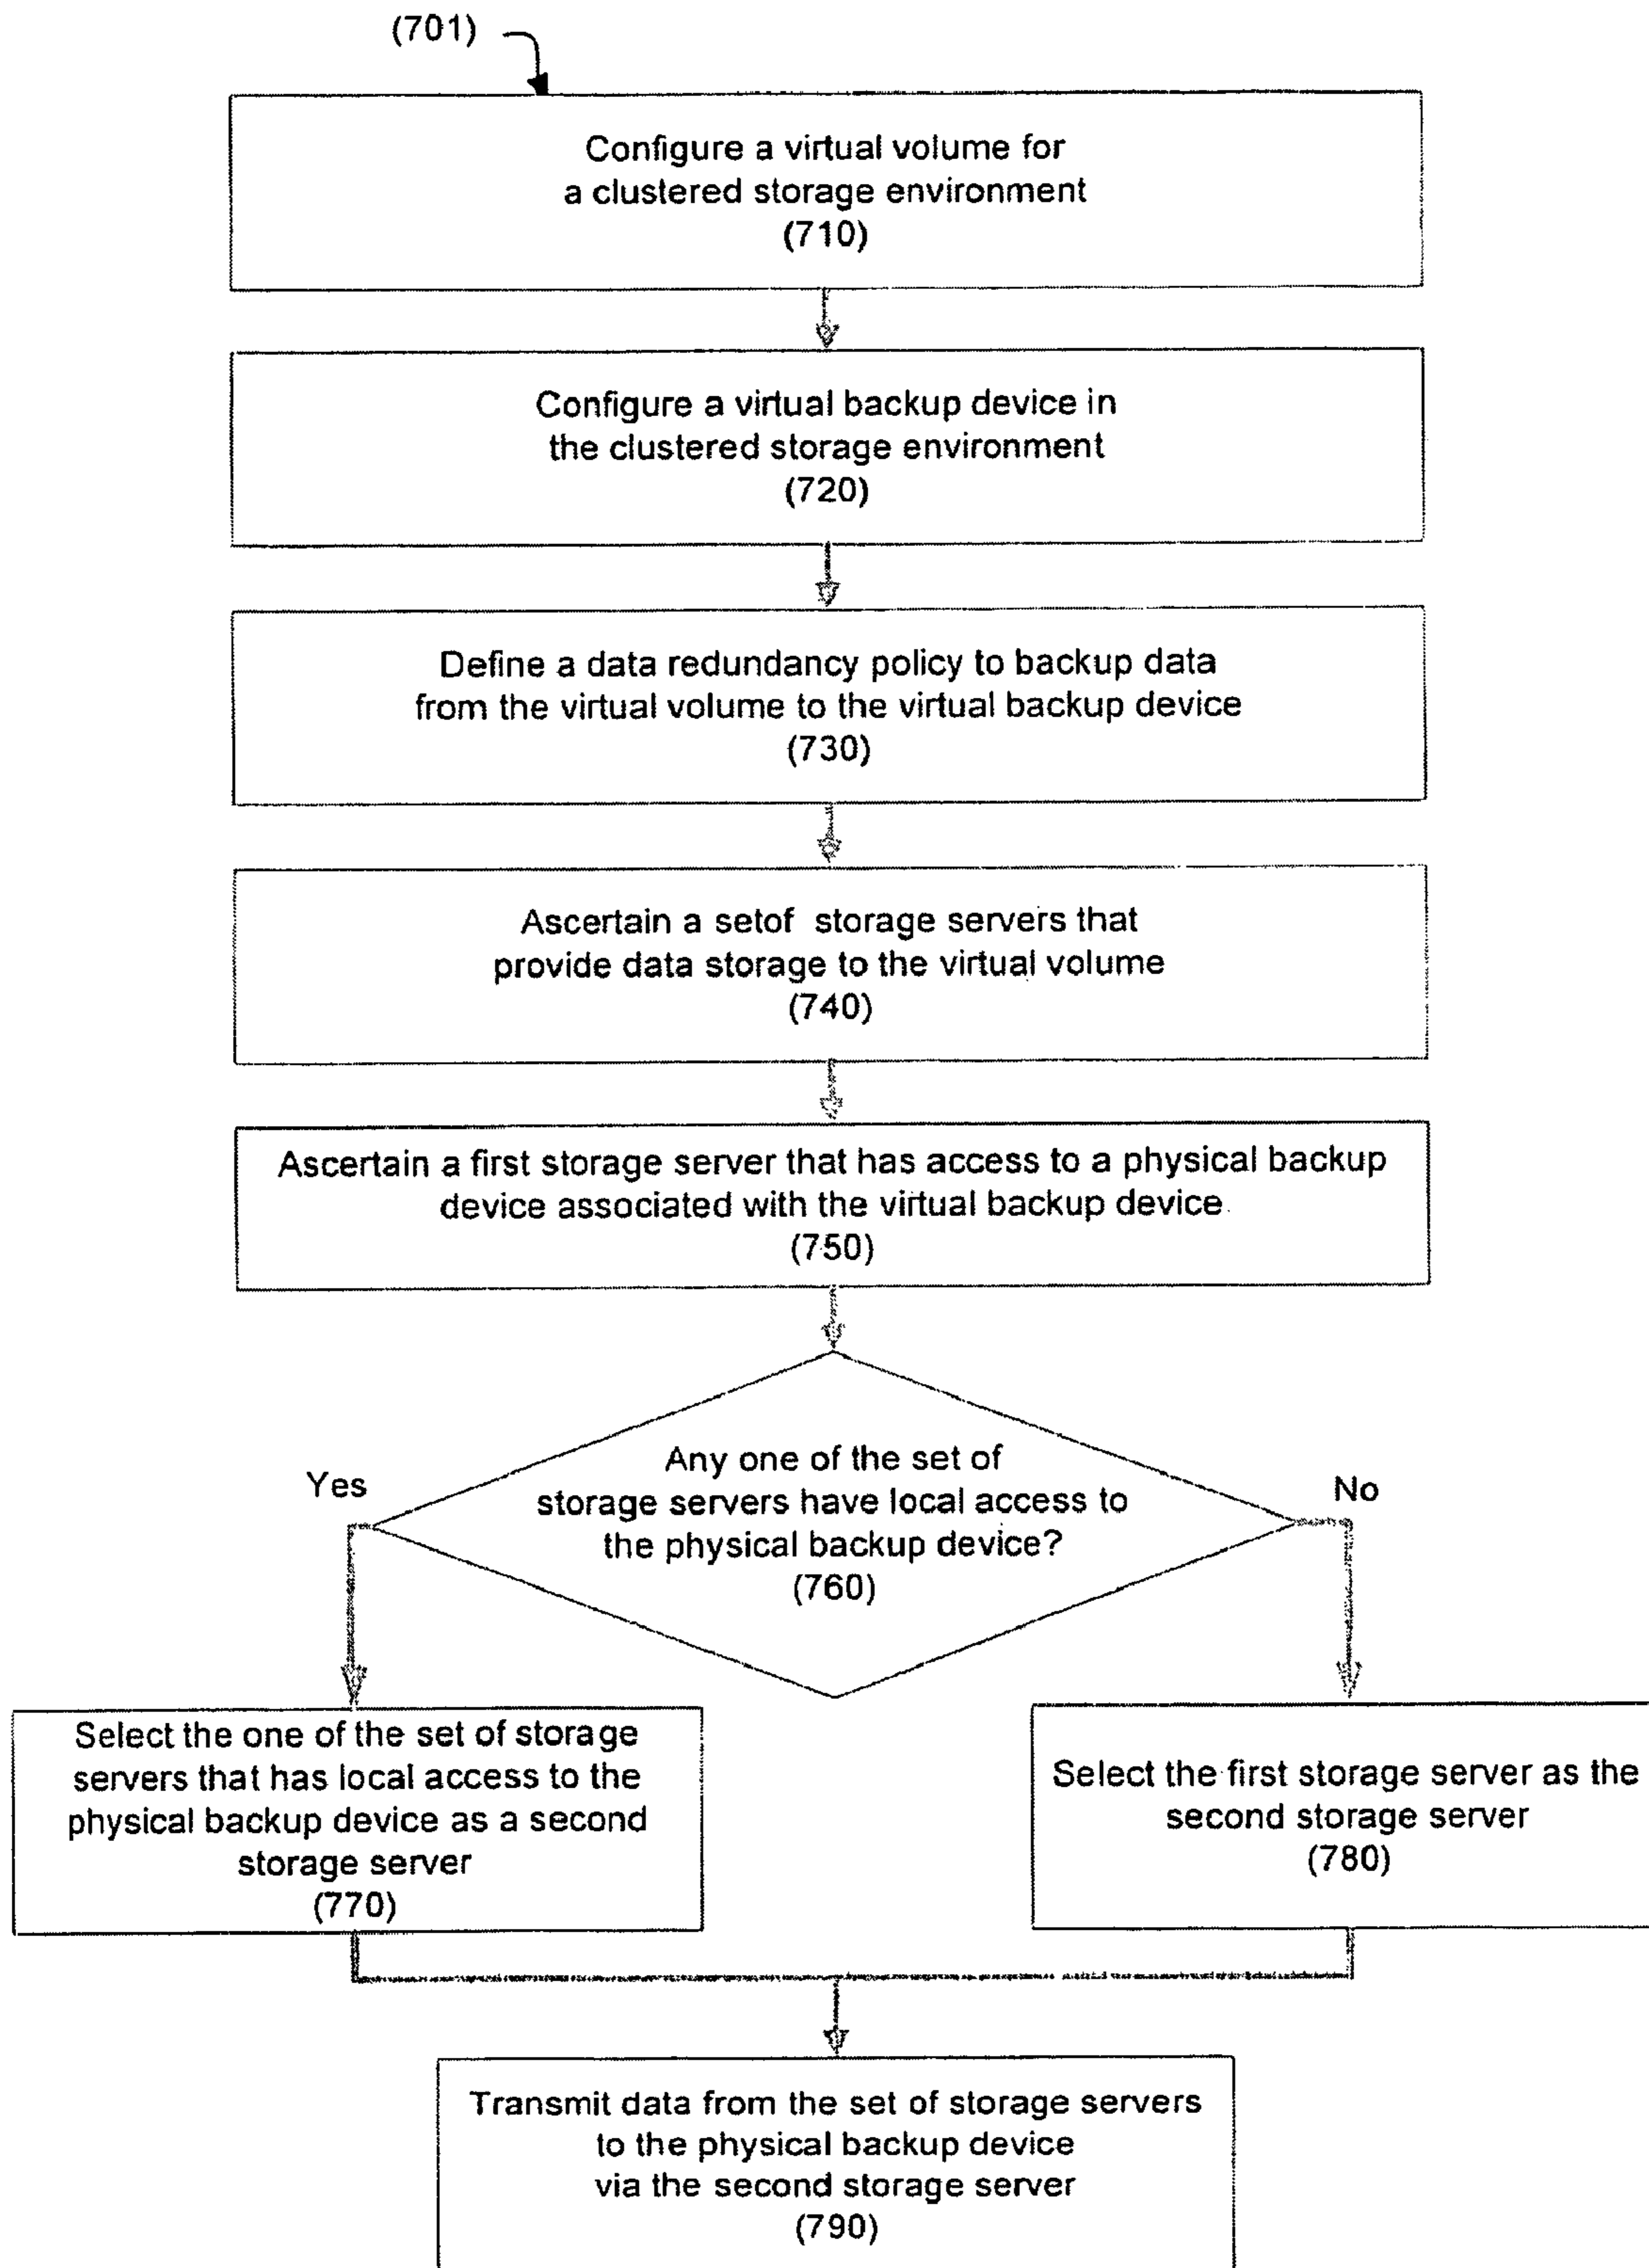 (701)
Configure a virtual volume for
a clustered storage environment
(710)
Configure a virtual backup device in
the clustered storage environment
(720)
Define a data redundancy policy to backup data
from the virtual volume to the virtual backup device
(730)
Ascertain a setof storage servers that
provide data storage to the virtual volume
(740)
Ascertain a first storage server that has access to a physical backup
device associated with the virtual backup device
(750)
Any one of the set of
storage servers have local access to
the physical backup device?
(760)
Yes
No
Select the one of the set of storage
servers that has local access to the
physical backup device as a second
storage server
(770)
Select the first storage server as the
second storage server
(780)
Transmit data from the set of storage servers
to the physical backup device
via the second storage server
(790)